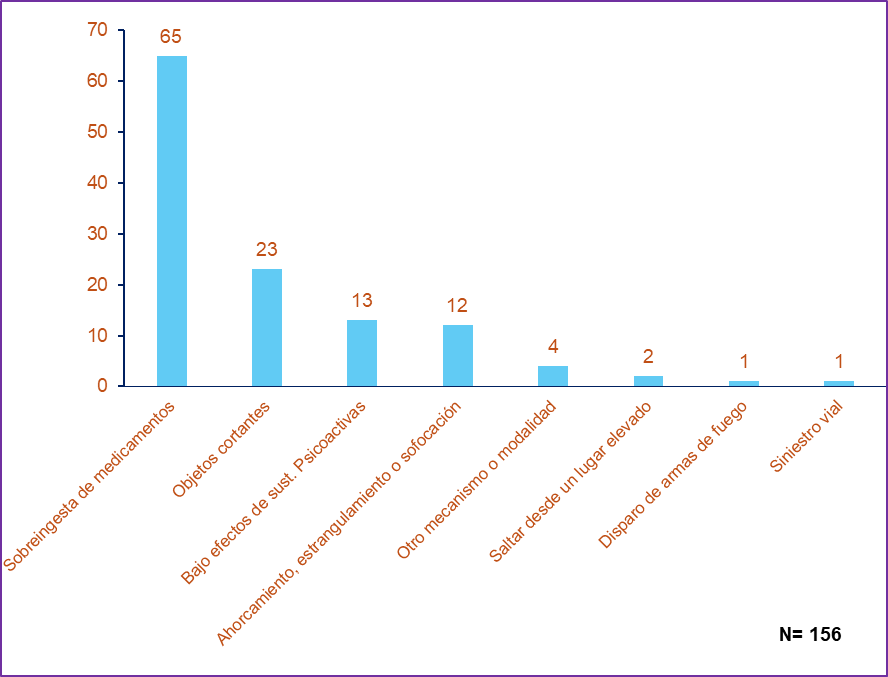 70
60
50
40
30
20
10
0
65
23
13
12
4
2
1
1
Sobreingesta de medicamentos
Objetos cortantes
Bajo efectos de sust. Psicoactivas
Ahorcamiento, estrangulamiento o sofocación
Otro mecanismo o modalidad
Saltar desde un lugar elevado
Disparo de armas de fuego
Siniestro vial
N= 156